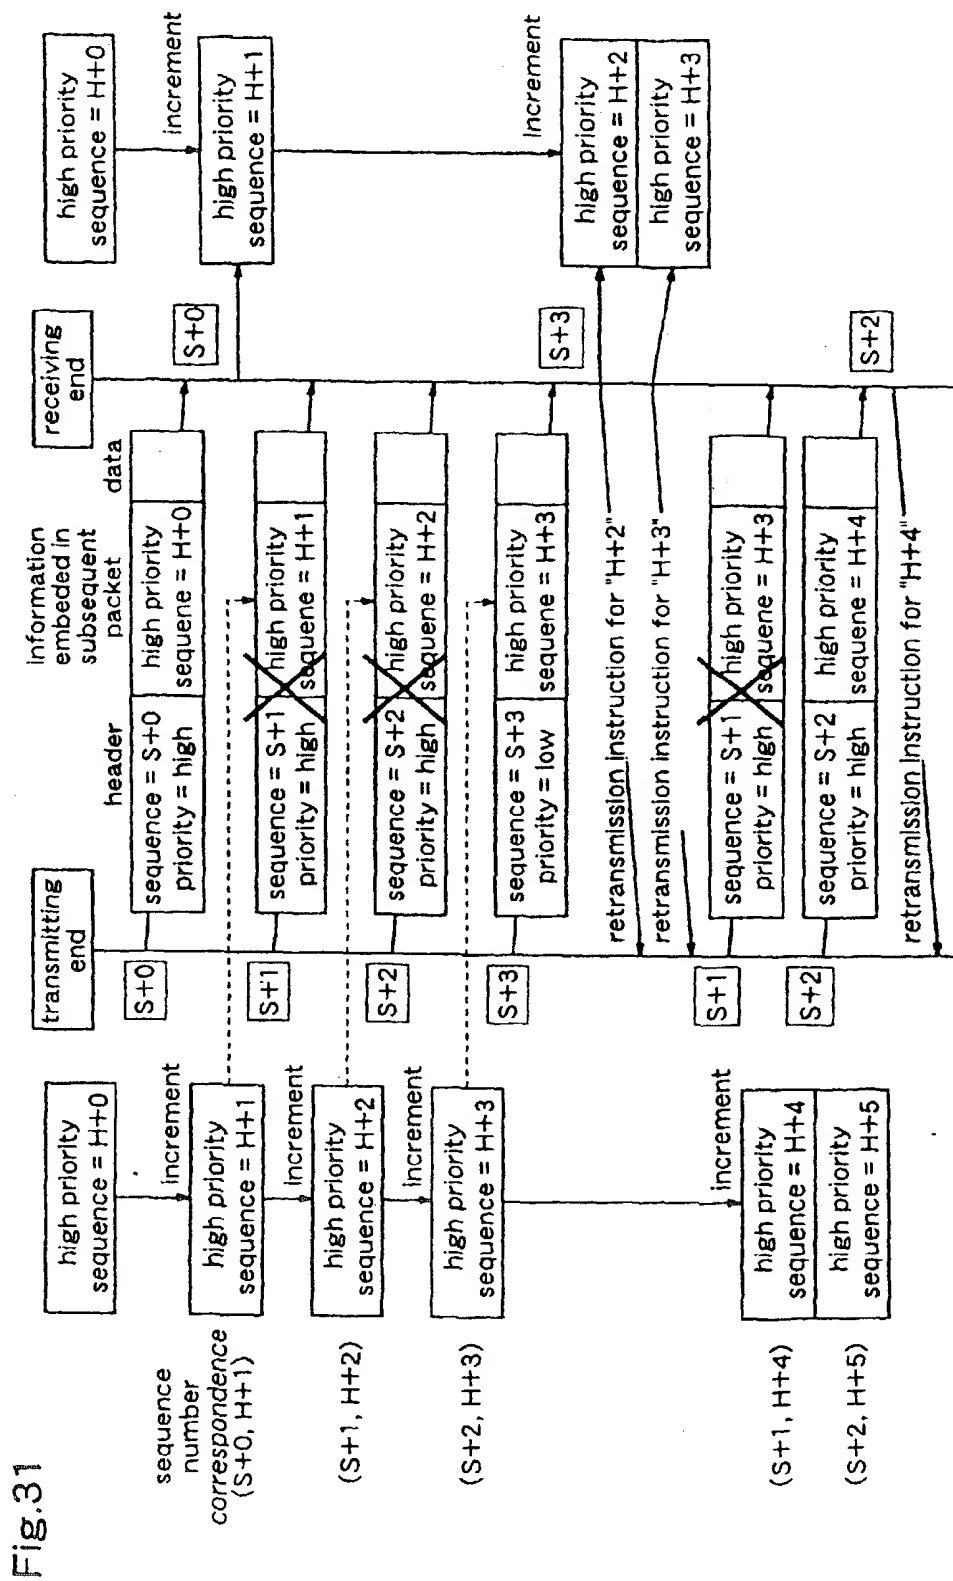 Fig.31
sequence
number
correspondence
(S+0, H+1)
(S+1, H+2)
(S+2, H+3)
(S+1, H+4)
(S+2, H+5)
high priority
sequence = H+0
increment
high priority
sequence = H+1
increment
high priority
sequence = H+2
increment
high priority
sequence = H+3
increment
high priority
sequence = H+4
high priority
sequence = H+5
transmitting
end
S+0
S+1
S+2
S+3
S+1
S+2
header
information
embeded in
subsequent
packet
data
sequence = S+0
priority = high
high priority
sequene = H+0
sequence = S+1
priority = high
high priority
sequene = H+1
sequence = S+2
priority = high
high priority
sequene = H+2
sequence = S+3
priority = low
high priority
sequene = H+3
retransmission instruction for "H+2"
retransmission instruction for "H+3"
sequence = S+1
priority = high
high priority
sequene = H+3
sequence = S+2
priority = high
high priority
sequene = H+4
retransmission instruction for "H+4"
receiving
end
S+0
S+3
S+2
high priority
sequence = H+0
increment
high priority
sequence = H+1
increment
high priority
sequence = H+2
high priority
sequence = H+3